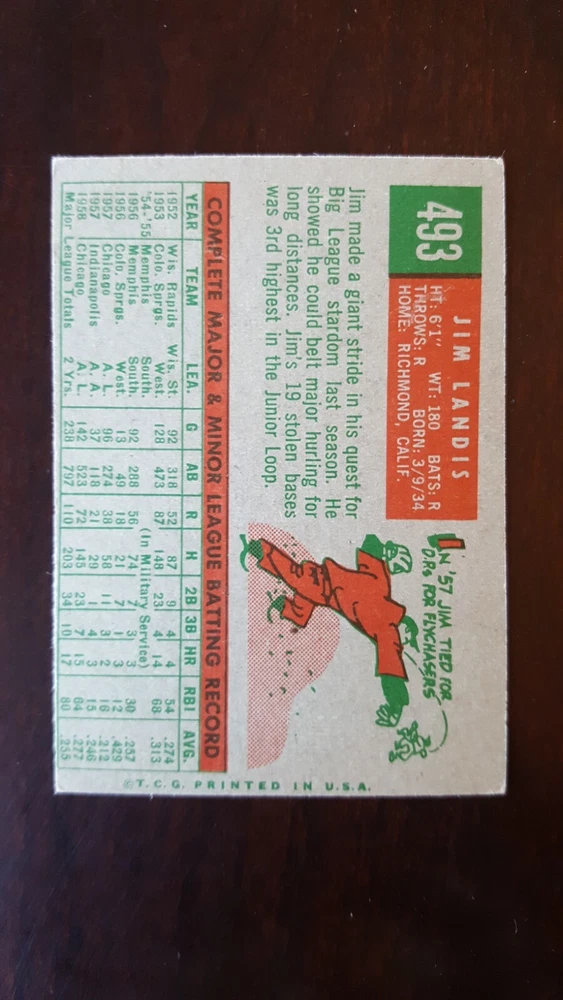 493
JIM LANDIS
HT: 6'1" WT: 180 BATS: R
THROWS: R BORN: 3/9/34
HOME: RICHMOND, CALIF.
Jim made a giant stride in his quest for
Big League stardom last season. He
showed he could belt major hurling for
long distances. Jim's 19 stolen bases
was 3rd highest in the Junior Loop.
IN '57 JIM TIED FOR
D.P.s FOR FLYCHASERS
COMPLETE MAJOR & MINOR LEAGUE BATTING RECORD
YEAR TEAM LEA. G AB R H 2B 3B HR RBI AVG.
1952 Wis. Rapids Wis. St. 92 318 52 87 9 4 4 54 .274
1953 Colo. Sprgs. West. 128 473 87 148 23 4 14 68 .313
'54-'55 Memphis South. (In Military Service)
1956 Memphis South. 92 288 56 74 7 3 3 30 .257
1956 Colo. Sprgs. West. 13 49 18 21 7 1 3 12 .429
1957 Chicago A. L. 96 274 38 58 11 3 2 16 .212
1957 Indianapolis A. A. 37 118 21 29 1 4 3 15 .246
1958 Chicago A. L. 142 523 72 145 23 7 15 64 .277
Major League Totals 2 Yrs. 238 797 110 203 34 10 17 80 .255
©T.C.G. PRINTED IN U.S.A.